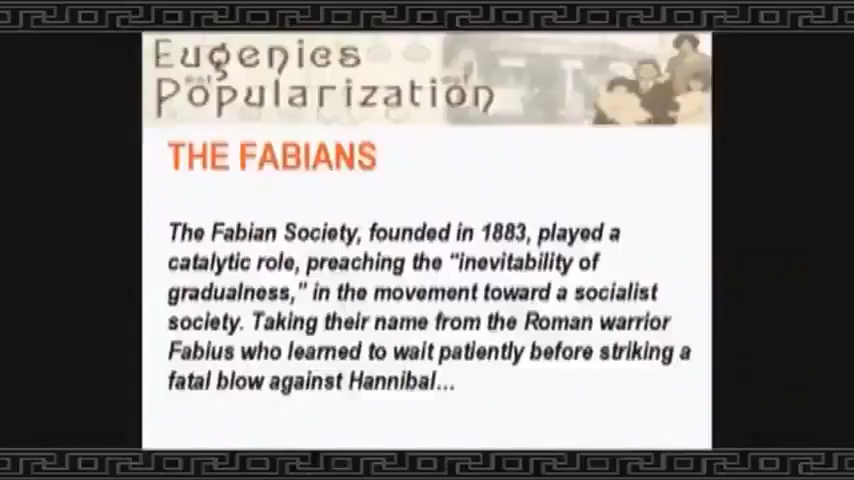 Eugenics
Popularization
THE FABIANS
The Fabian Society, founded in 1883, played a
catalytic role, preaching the “inevitability of
gradualness,” in the movement toward a socialist
society. Taking their name from the Roman warrior
Fabius who learned to wait patiently before striking a
fatal blow against Hannibal...